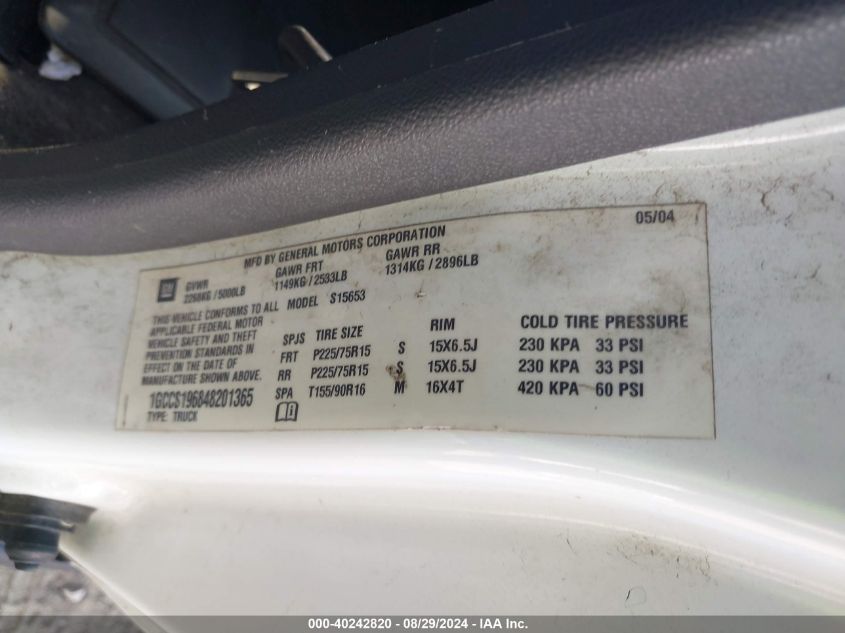 05/04
MFD BY GENERAL MOTORS CORPORATION
GM
GVWR GAWR FRT GAWR RR
2268KG / 5000LB 1149KG / 2533LB 1314KG / 2896LB
THIS VEHICLE CONFORMS TO ALL MODEL S15653
APPLICABLE FEDERAL MOTOR
VEHICLE SAFETY AND THEFT
PREVENTION STANDARDS IN
EFFECT ON THE DATE OF
MANUFACTURE SHOWN ABOVE.
1GCCS196848201365
TYPE: TRUCK
SPJS TIRE SIZE RIM COLD TIRE PRESSURE
FRT P225/75R15 S 15X6.5J 230 KPA 33 PSI
RR P225/75R15 S 15X6.5J 230 KPA 33 PSI
SPA T155/90R16 M 16X4T 420 KPA 60 PSI
000-40242820 - 08/29/2024 - IAA Inc.